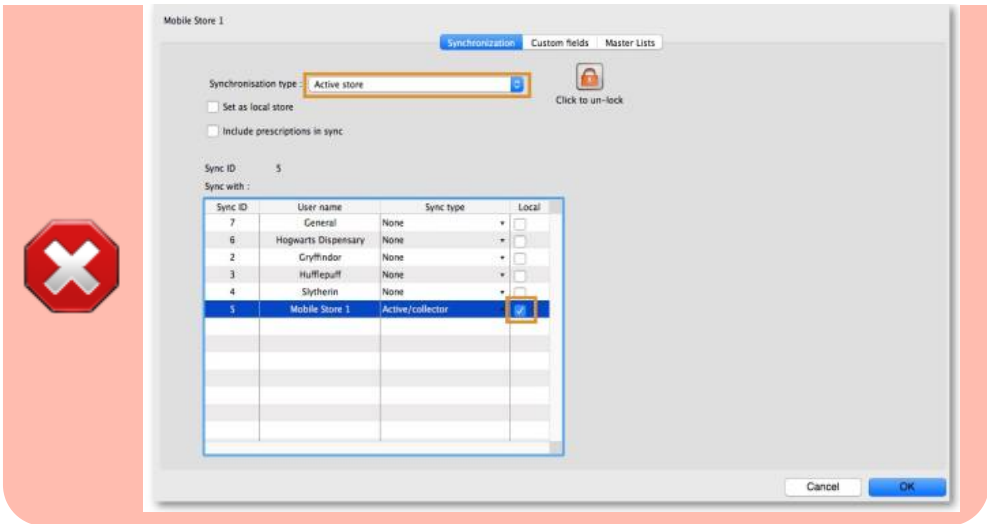 Mobile Store 1
Synchronization Custom fields Master Lists
Synchronisation type : Active store
Click to un-lock
Set as local store
Include prescriptions in sync
Sync ID 5
Sync with :
Sync ID User name Sync type Local
7 General None
6 Hogwarts Dispensary None
2 Gryffindor None
3 Hufflepuff None
4 Slytherin None
5 Mobile Store 1 Active/collector
Cancel OK